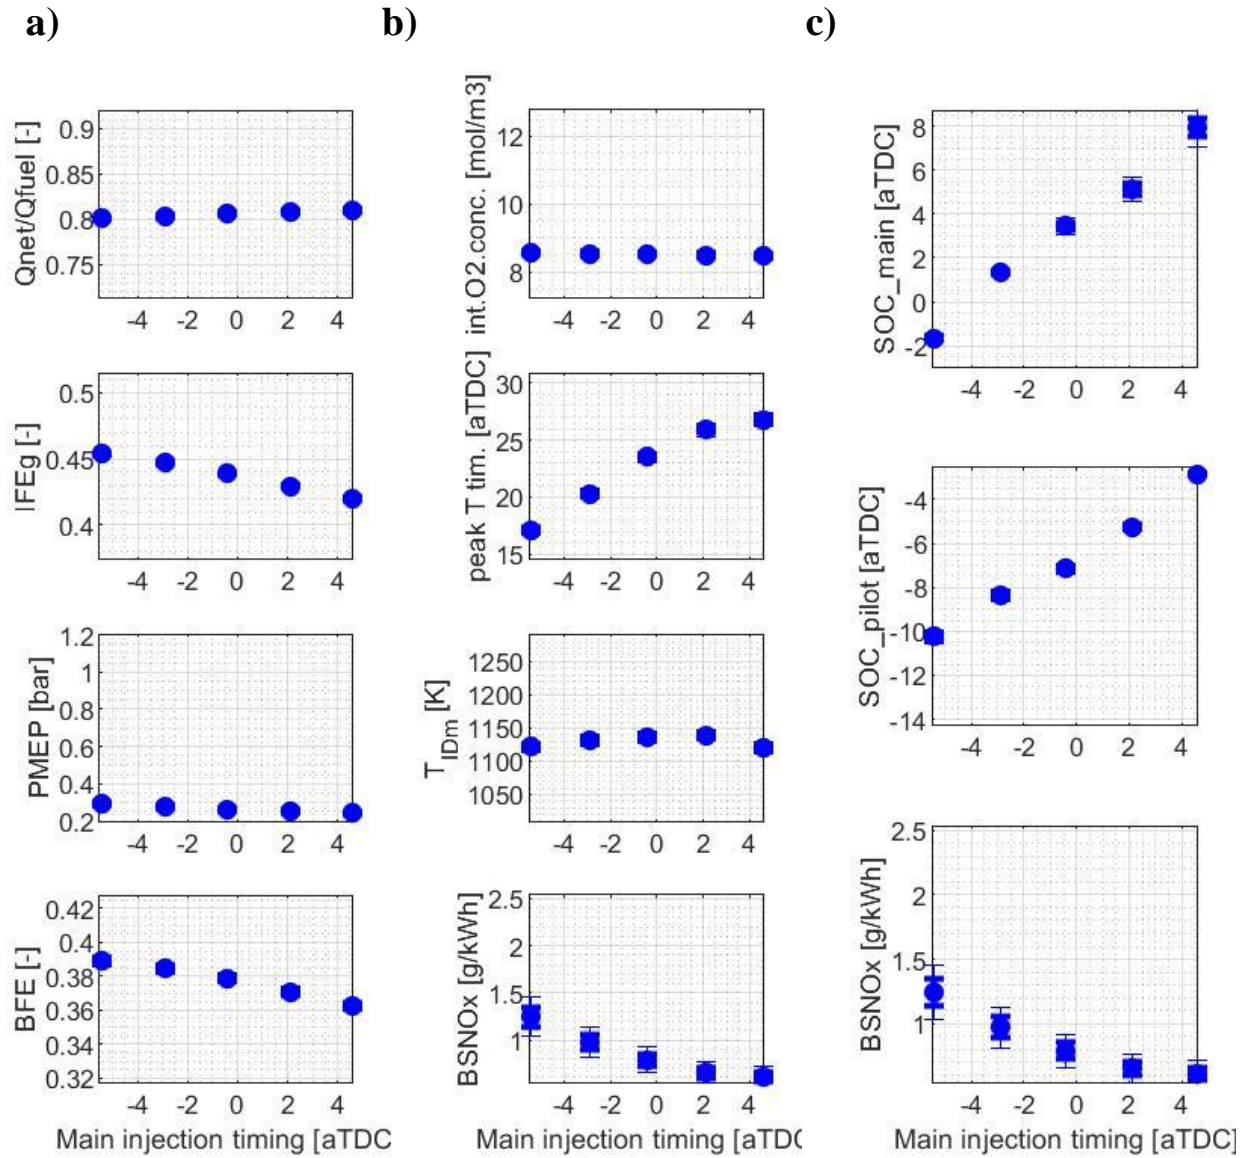 a)
b)
c)
Qnet/Qfuel [-]
0.9
0.85
0.8
0.75
-4 -2 0 2 4
IFEg [-]
0.5
0.45
0.4
-4 -2 0 2 4
PMEP [bar]
1.2
1
0.8
0.6
0.4
0.2
-4 -2 0 2 4
BFE [-]
0.42
0.4
0.38
0.36
0.34
0.32
-4 -2 0 2 4
Main injection timing [aTDC
int.O2.conc. [mol/m3]
12
10
8
-4 -2 0 2 4
peak T tim. [aTDC]
30
25
20
15
-4 -2 0 2 4
T_IDm [K]
1250
1200
1150
1100
1050
-4 -2 0 2 4
BSNOx [g/kWh]
2.5
2
1.5
1
-4 -2 0 2 4
Main injection timing [aTDC
SOC_main [aTDC]
8
6
4
2
0
-2
-4 -2 0 2 4
SOC_pilot [aTDC]
-4
-6
-8
-10
-12
-14
-4 -2 0 2 4
BSNOx [g/kWh]
2.5
2
1.5
1
-4 -2 0 2 4
Main injection timing [aTDC]